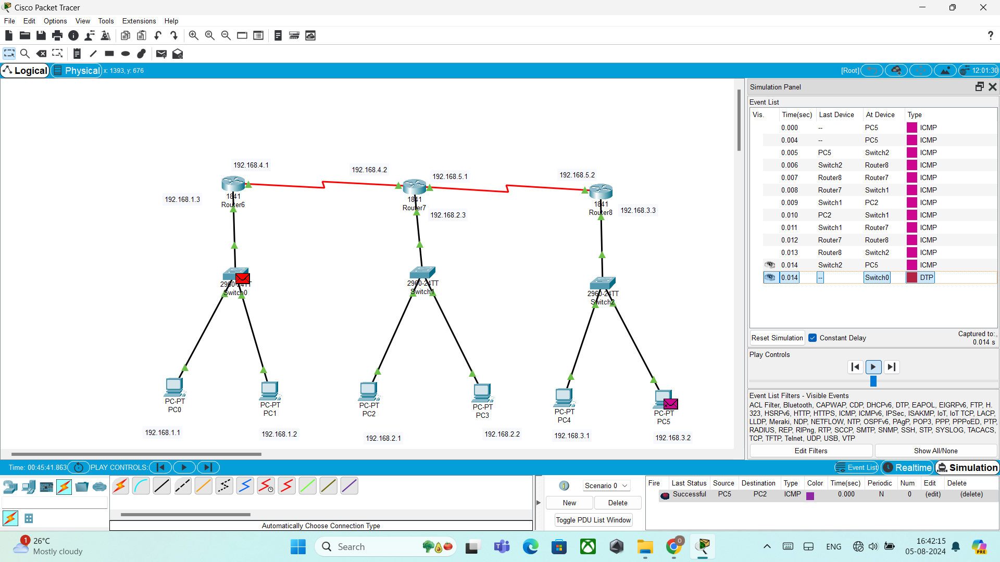 Cisco Packet Tracer
File Edit Options View Tools Extensions Help
Logical Physical x: 1393, y: 676 [Root] 12:01:30
192.168.4.1
192.168.4.2
192.168.5.1
192.168.5.2
192.168.1.3
1841
Router6
1841
Router7
192.168.2.3
1841
Router8
192.168.3.3
2960-24TT
Switch0
2960-24TT
Switch1
2960-24TT
Switch2
PC-PT
PC0
PC-PT
PC1
PC-PT
PC2
PC-PT
PC3
PC-PT
PC4
PC-PT
PC5
192.168.1.1
192.168.1.2
192.168.2.1
192.168.2.2
192.168.3.1
192.168.3.2
Simulation Panel
Event List
Vis. Time(sec) Last Device At Device Type
0.000 -- PC5 ICMP
0.004 -- PC5 ICMP
0.005 PC5 Switch2 ICMP
0.006 Switch2 Router8 ICMP
0.007 Router8 Router7 ICMP
0.008 Router7 Switch1 ICMP
0.009 Switch1 PC2 ICMP
0.010 PC2 Switch1 ICMP
0.011 Switch1 Router7 ICMP
0.012 Router7 Router8 ICMP
0.013 Router8 Switch2 ICMP
0.014 Switch2 PC5 ICMP
0.014 -- Switch0 DTP
Reset Simulation Constant Delay Captured to:
0.014 s
Play Controls
Event List Filters - Visible Events
ACL Filter, Bluetooth, CAPWAP, CDP, DHCPv6, DTP, EAPOL, EIGRPv6, FTP, H.
323, HSRPv6, HTTP, HTTPS, ICMP, ICMPv6, IPSec, ISAKMP, IoT, IoT TCP, LACP,
LLDP, Meraki, NDP, NETFLOW, NTP, OSPFv6, PAgP, POP3, PPP, PPPoED, PTP,
RADIUS, REP, RIPng, RTP, SCCP, SMTP, SNMP, SSH, STP, SYSLOG, TACACS,
TCP, TFTP, Telnet, UDP, USB, VTP
Edit Filters Show All/None
Time: 00:45:41.863 PLAY CONTROLS: Event List Realtime Simulation
Automatically Choose Connection Type
Scenario 0
New Delete
Toggle PDU List Window
Fire Last Status Source Destination Type Color Time(sec) Periodic Num Edit Delete
Successful PC5 PC2 ICMP 0.000 N 0 (edit) (delete)
1 26°C
Mostly cloudy
Search
0
ENG
16:42:15
05-08-2024
PRE